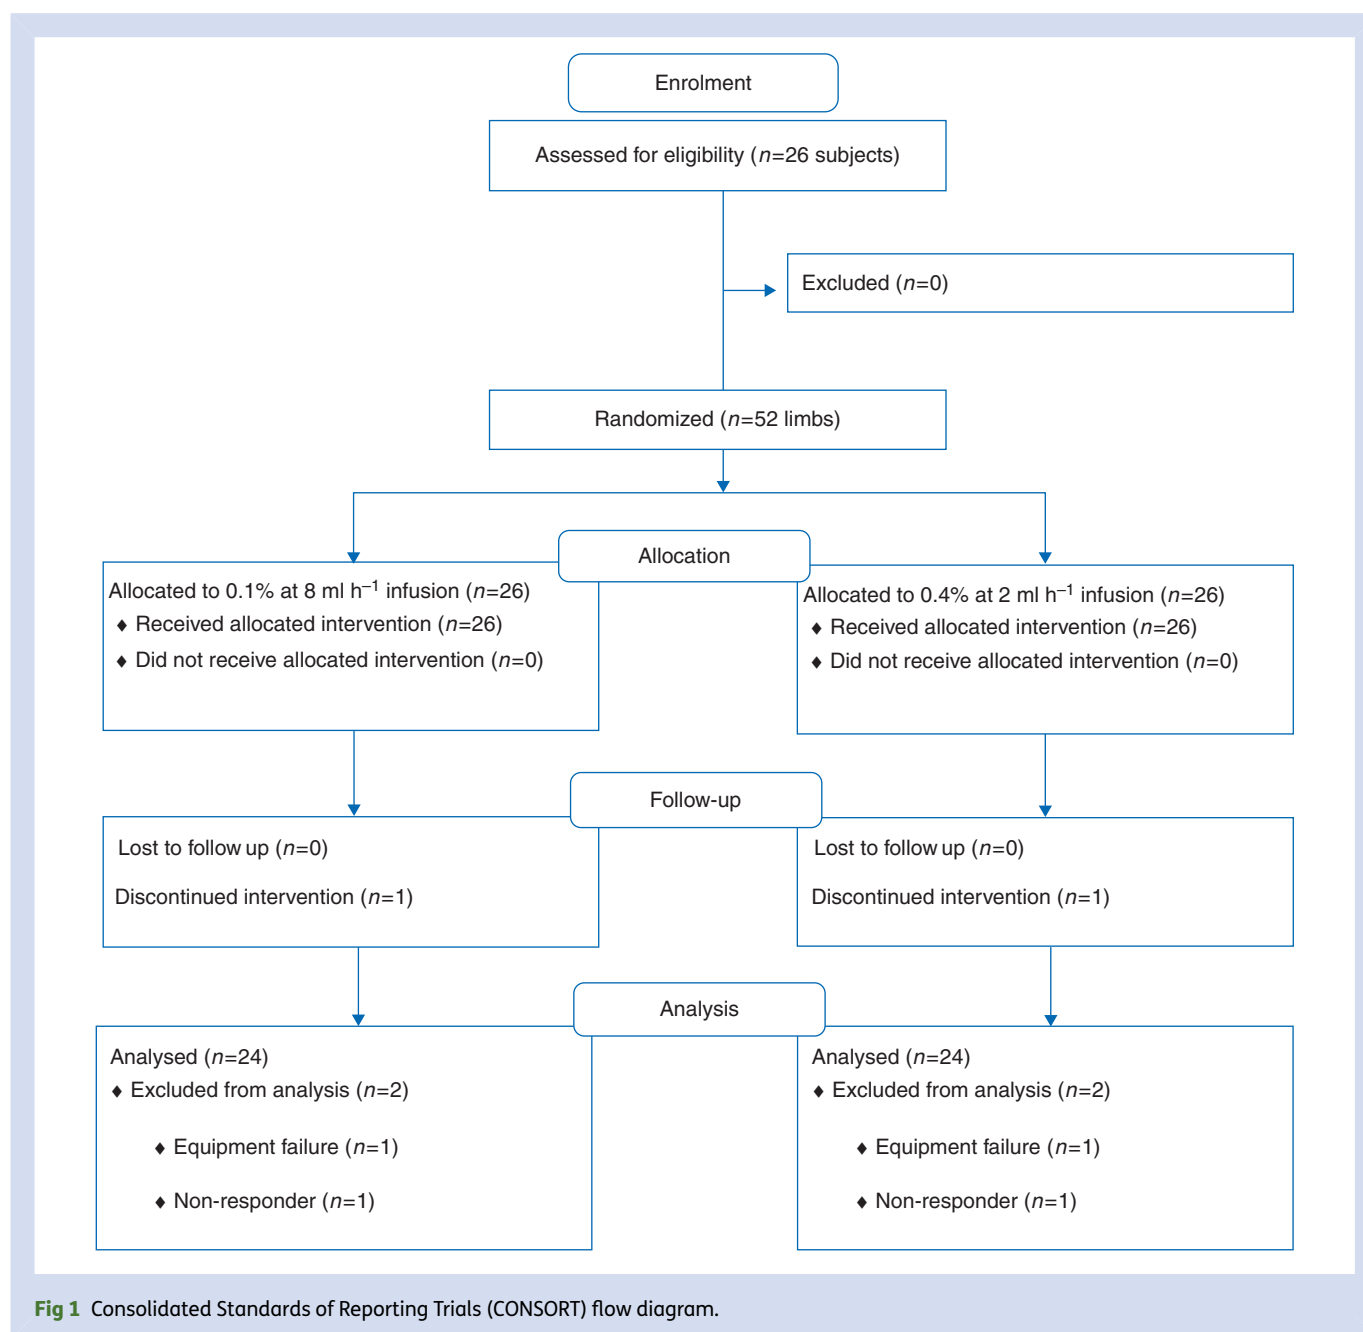 Enrolment
Assessed for eligibility (n=26 subjects)
Excluded (n=0)
Randomized (n=52 limbs)
Allocation
Allocated to 0.1% at 8 ml h⁻¹ infusion (n=26)
♦ Received allocated intervention (n=26)
♦ Did not receive allocated intervention (n=0)
Allocated to 0.4% at 2 ml h⁻¹ infusion (n=26)
♦ Received allocated intervention (n=26)
♦ Did not receive allocated intervention (n=0)
Follow-up
Lost to follow up (n=0)
Discontinued intervention (n=1)
Lost to follow up (n=0)
Discontinued intervention (n=1)
Analysis
Analysed (n=24)
♦ Excluded from analysis (n=2)
♦ Equipment failure (n=1)
♦ Non-responder (n=1)
Analysed (n=24)
♦ Excluded from analysis (n=2)
♦ Equipment failure (n=1)
♦ Non-responder (n=1)
Fig 1 Consolidated Standards of Reporting Trials (CONSORT) flow diagram.